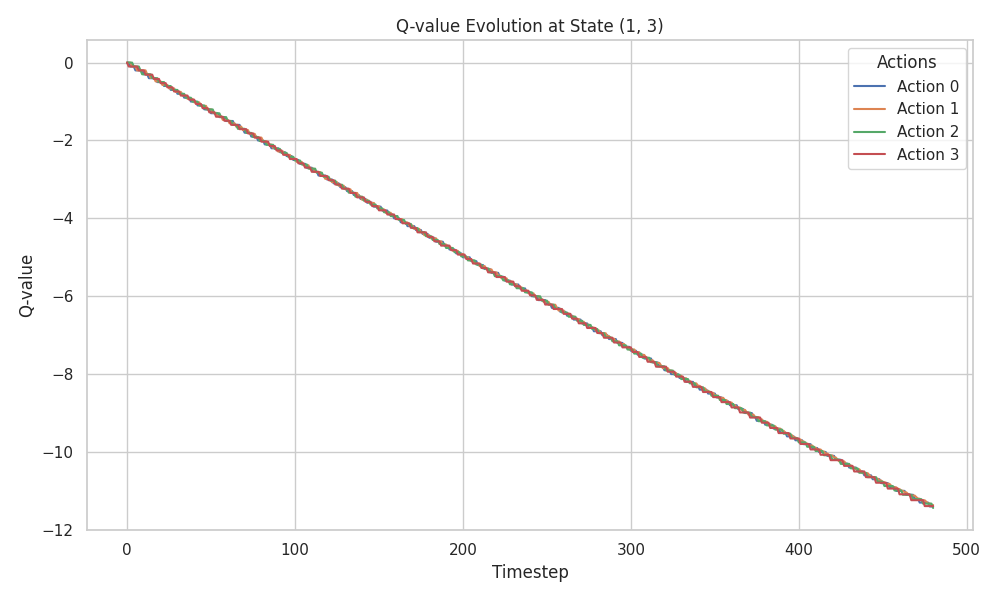 Q-value Evolution at State (1, 3)
Actions
Action 0
Action 1
Action 2
Action 3
Q-value
0
−2
−4
−6
−8
−10
−12
0 100 200 300 400 500
Timestep